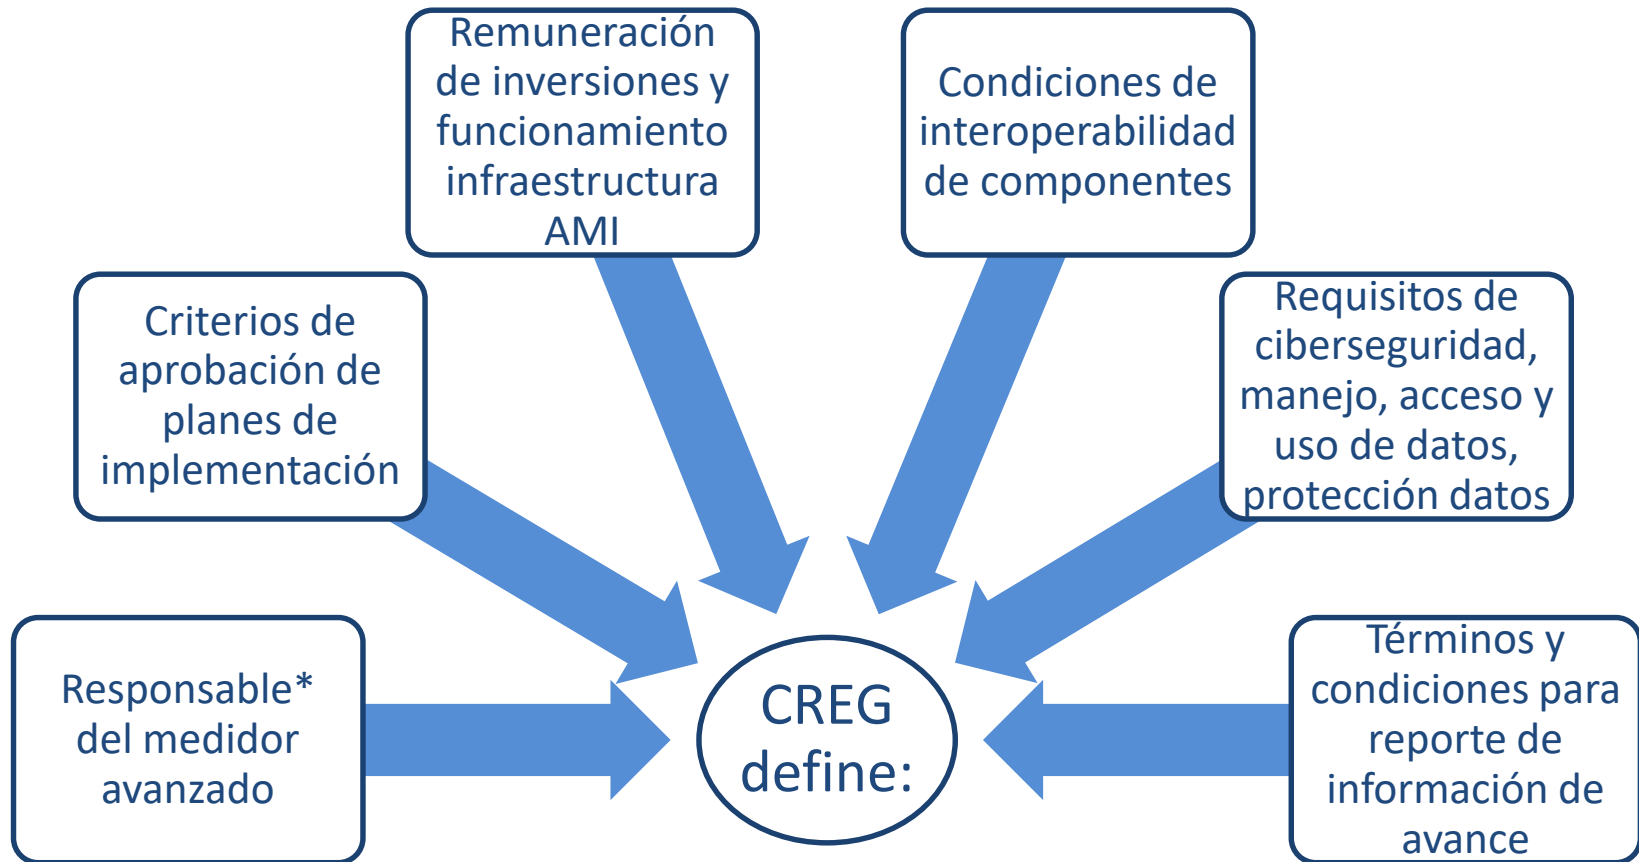 Remuneración
de inversiones y
funcionamiento
infraestructura
AMI
Condiciones de
interoperabilidad
de componentes
Criterios de
aprobación de
planes de
implementación
Requisitos de
ciberseguridad,
manejo, acceso y
uso de datos,
protección datos
Responsable*
del medidor
avanzado
CREG
define:
Términos y
condiciones para
reporte de
información de
avance